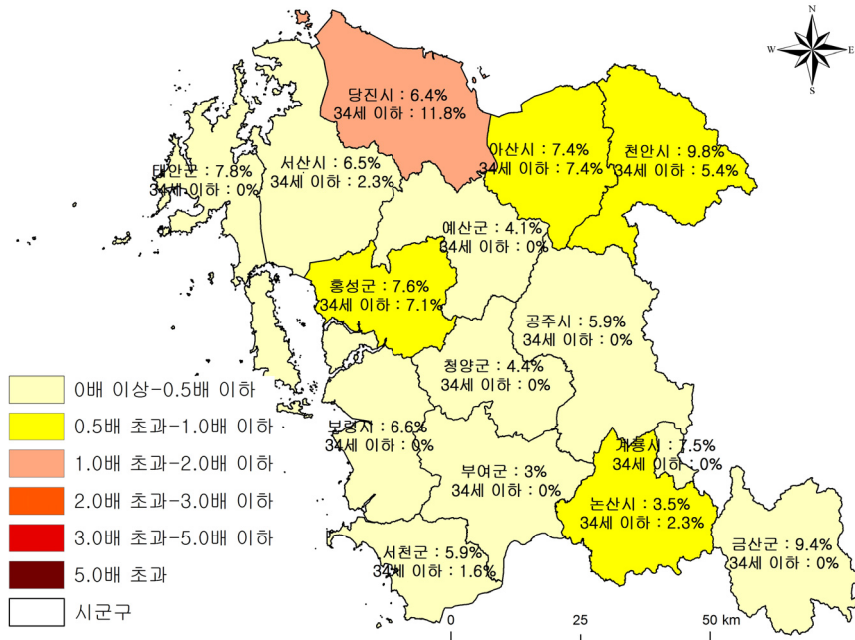 N
W
E
S
당진시 : 6.4%
34세 이하 : 11.8%
아산시 : 7.4%
34세 이하 : 7.4%
천안시 : 9.8%
34세 이하 : 5.4%
태안군 : 7.8%
34세 이하 : 0%
서산시 : 6.5%
34세 이하 : 2.3%
예산군 : 4.1%
34세 이하 : 0%
홍성군 : 7.6%
34세 이하 : 7.1%
공주시 : 5.9%
34세 이하 : 0%
청양군 : 4.4%
34세 이하 : 0%
보령시 : 6.6%
34세 이하 : 0%
계룡시 : 7.5%
34세 이하 : 0%
부여군 : 3%
34세 이하 : 0%
논산시 : 3.5%
34세 이하 : 2.3%
금산군 : 9.4%
34세 이하 : 0%
서천군 : 5.9%
34세 이하 : 1.6%
0배 이상-0.5배 이하
0.5배 초과-1.0배 이하
1.0배 초과-2.0배 이하
2.0배 초과-3.0배 이하
3.0배 초과-5.0배 이하
5.0배 초과
시군구
0 25 50 km